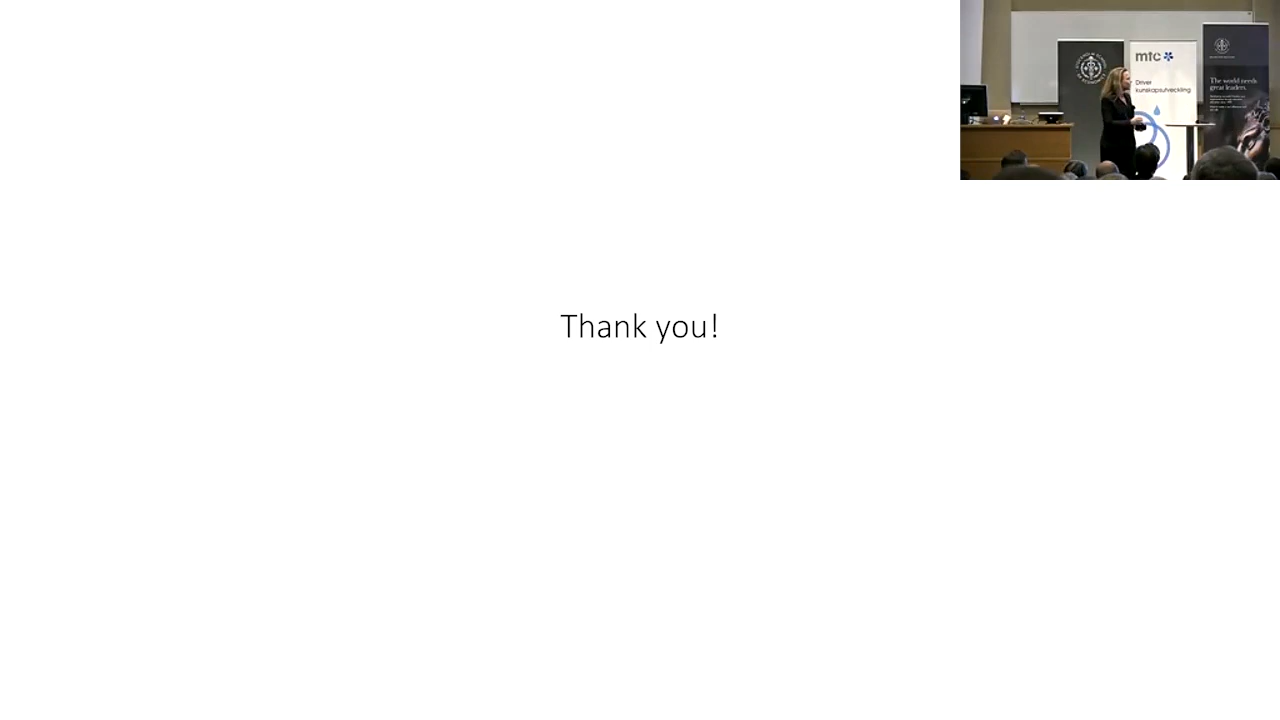 mtc
Driver
kunskapsutveckling
The world needs
great leaders.
Thank you!